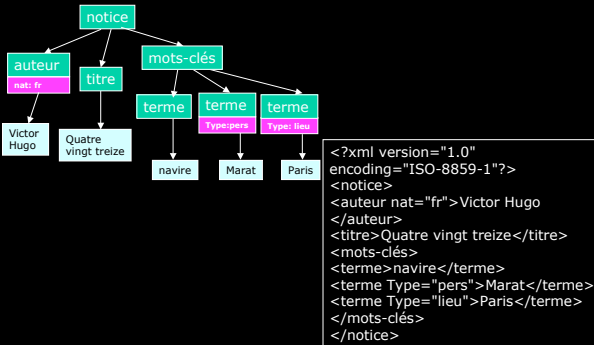 notice
auteur
nat: fr
titre
mots-clés
terme
terme
Type:pers
terme
Type: lieu
Victor
Hugo
Quatre
vingt treize
navire
Marat
Paris
<?xml version="1.0"
encoding="ISO-8859-1"?>
<notice>
<auteur nat="fr">Victor Hugo
</auteur>
<titre>Quatre vingt treize</titre>
<mots-clés>
<terme>navire</terme>
<terme Type="pers">Marat</terme>
<terme Type="lieu">Paris</terme>
</mots-clés>
</notice>